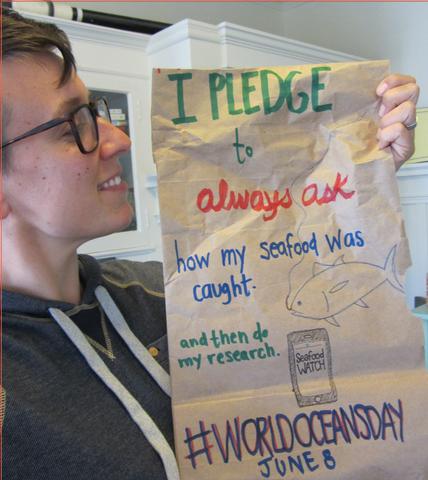 I PLEDGE
to
always ask
how my seafood was
caught.
and then do
my research.
Seafood
WATCH
#WORLDOCEANSDAY
JUNE 8